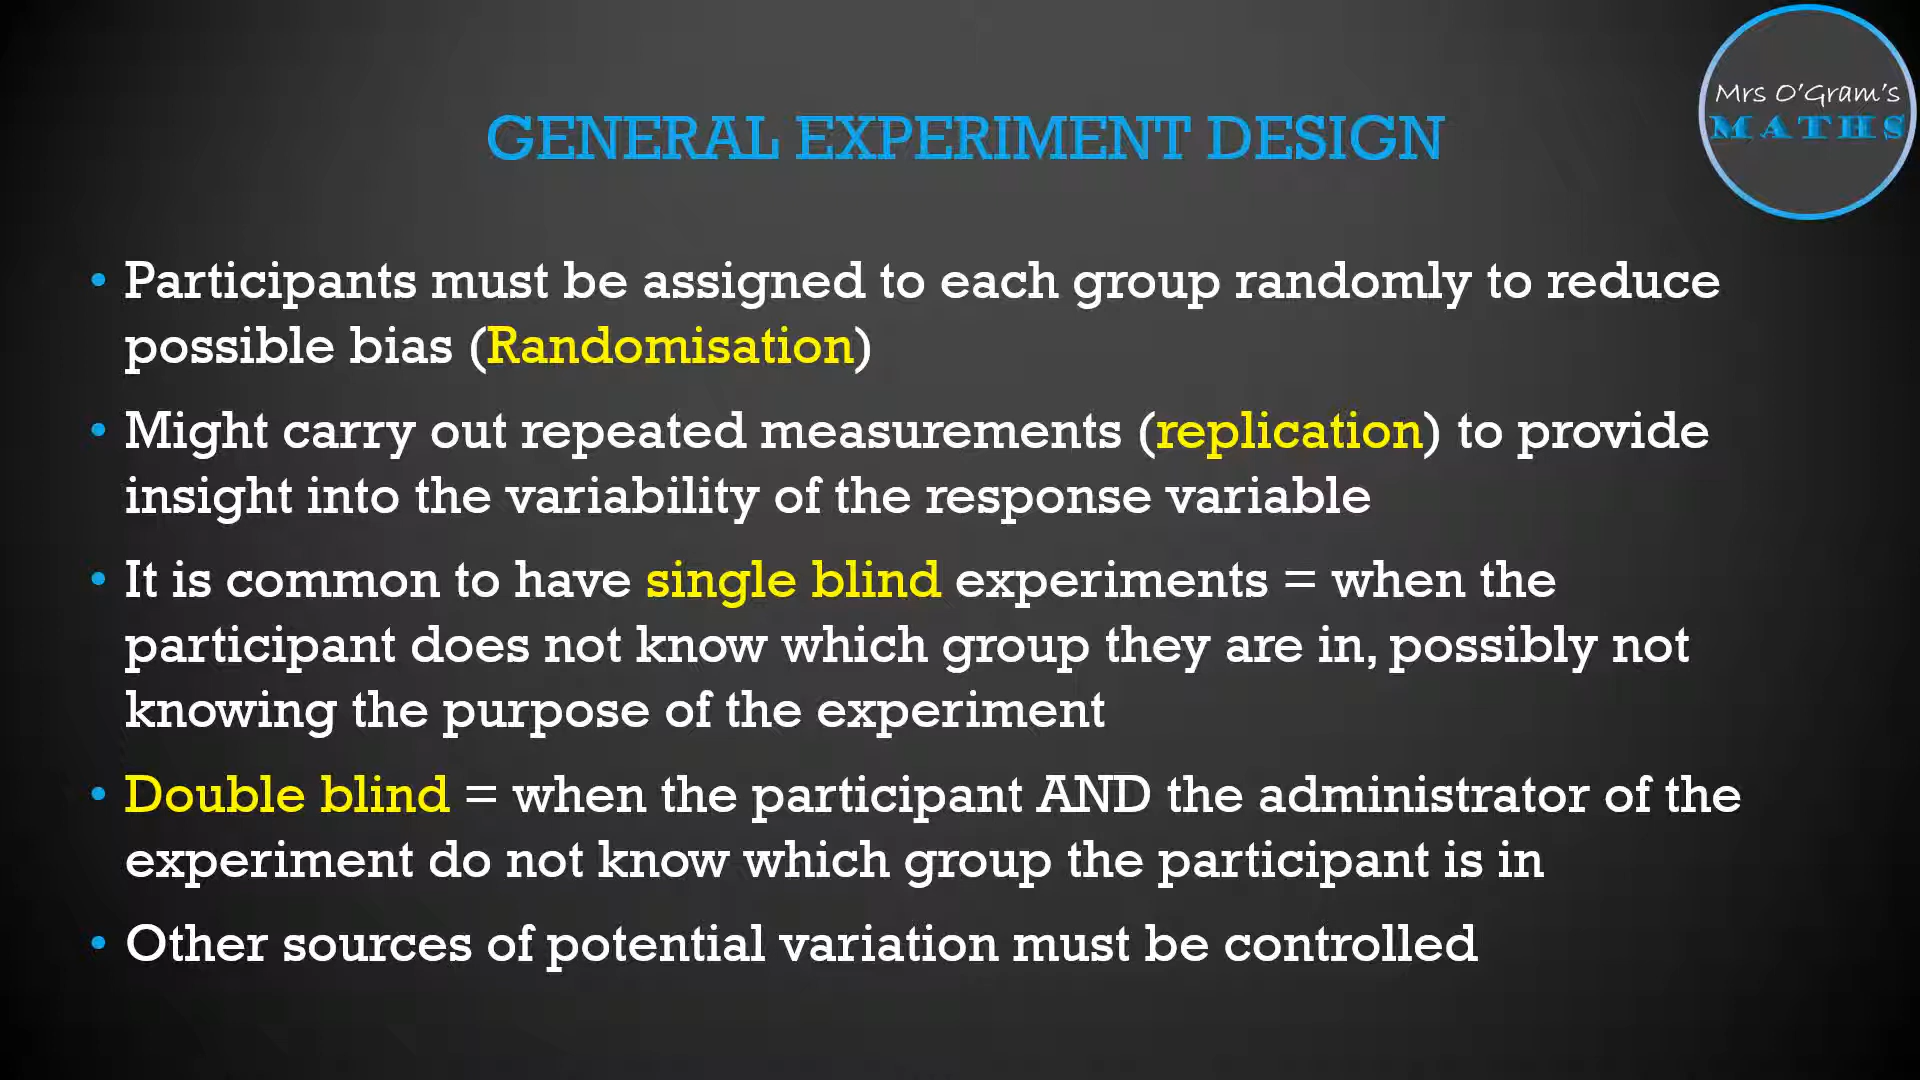 Mrs O'Gram's
MATHS
GENERAL EXPERIMENT DESIGN
• Participants must be assigned to each group randomly to reduce
possible bias (Randomisation)
• Might carry out repeated measurements (replication) to provide
insight into the variability of the response variable
• It is common to have single blind experiments = when the
participant does not know which group they are in, possibly not
knowing the purpose of the experiment
• Double blind = when the participant AND the administrator of the
experiment do not know which group the participant is in
• Other sources of potential variation must be controlled